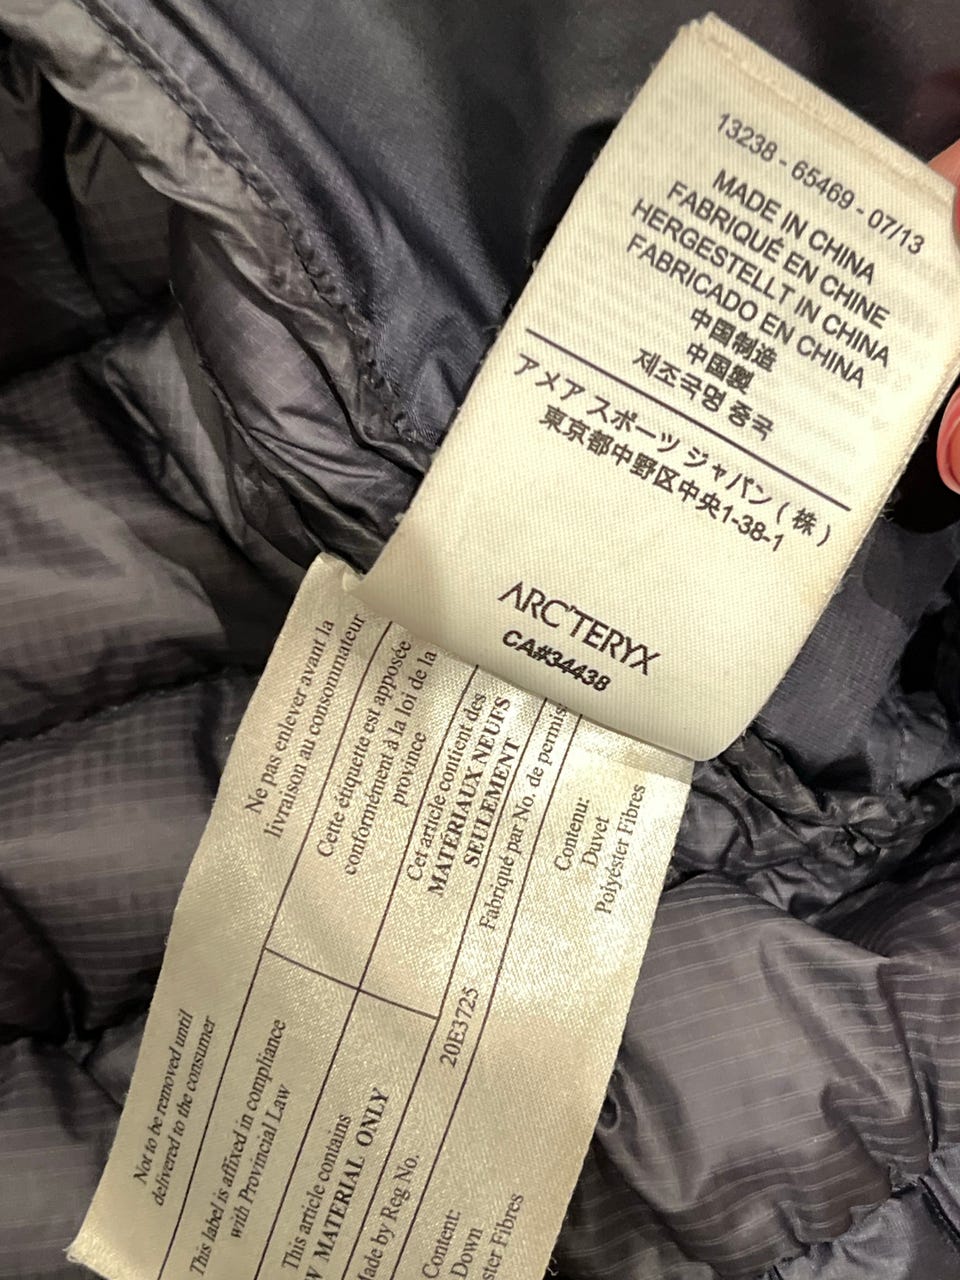 13238 - 65469 - 07/13
MADE IN CHINA
FABRIQUÉ EN CHINE
HERGESTELLT IN CHINA
FABRICADO EN CHINA
中国制造
中国製
제조국명 중국
アメア スポーツ ジャパン ( 株 )
東京都中野区中央1-38-1
ARC'TERYX
CA#34438
Ne pas enlever avant la
livraison au consommateur
Cette étiquette est apposée
conformément à la loi de la
province
Cet article contient des
MATÉRIAUX NEUFS
SEULEMENT
Fabriqué par No. de permis
Contenu:
Duvet
Polyéster Fibres
Not to be removed until
delivered to the consumer
This label is affixed in compliance
with Provincial Law
This article contains
W MATERIAL ONLY
Made by Reg No.
20E3725
Content:
Down
ster Fibres